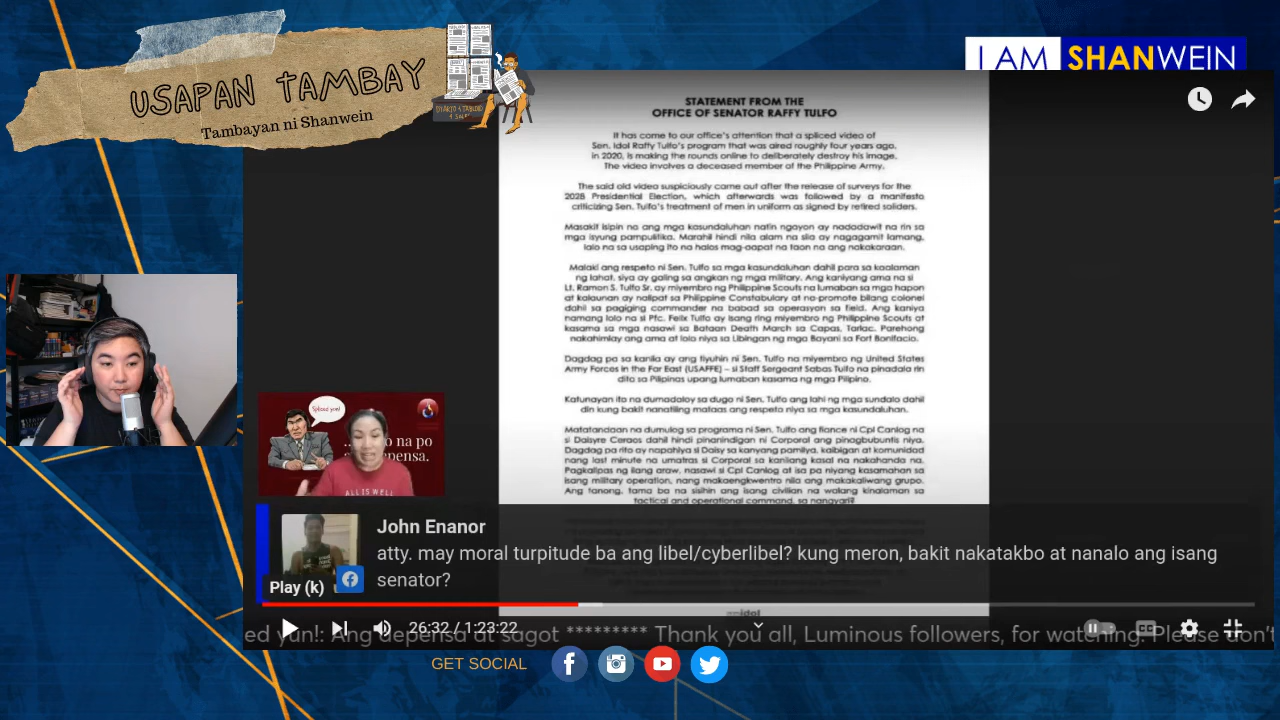 USAPAN TAMBAY
Tambayan ni Shanwein
I AM SHANWEIN
STATEMENT FROM THE
OFFICE OF SENATOR RAFFY TULFO
It has come to our office's attention that a spliced video of
Sen. Idol Raffy Tulfo's program that was aired roughly four years ago,
in 2020, is making the rounds online to deliberately destroy his image.
The video involves a deceased member of the Philippine Army.
The said old video suspiciously came out after the release of surveys for the
2028 Presidential Election, which afterwards was followed by a manifesto
criticizing Sen. Tulfo's treatment of men in uniform as signed by retired soldiers.
Masakit isipin na ang mga kasundaluhan natin ngayon ay nadadawit na rin sa
mga isyung pampulitika. Marahil hindi nila alam na sila ay nagagamit lamang,
lalo na sa usaping ito na halos mag-aapat na taon na ang nakakaraan.
Malaki ang respeto ni Sen. Tulfo sa mga kasundaluhan dahil para sa kaalaman
ng lahat, siya ay galing sa angkan ng mga military. Ang kaniyang ama na si
Lt. Ramon S. Tulfo Sr. ay miyembro ng Philippine Scouts na lumaban sa mga hapon
at kalaunan ay nalipat sa Philippine Constabulary at na-promote bilang colonel
dahil sa pagiging commander na babad sa operasyon sa field. Ang kaniya
namang lolo na si Pfc. Felix Tulfo ay isang ring miyembro ng Philippine Scouts at
kasama sa mga nasawi sa Bataan Death March sa Capas, Tarlac. Parehong
nakahimlay ang ama at lolo niya sa Libingan ng mga Bayani sa Fort Bonifacio.
Dagdag pa sa kanila ay ang tiyuhin ni Sen. Tulfo na miyembro ng United States
Army Forces in the Far East (USAFFE) – si Staff Sergeant Sabas Tulfo na pinadala rin
dito sa Pilipinas upang lumaban kasama ng mga Pilipino.
Katunayan ito na dumadaloy sa dugo ni Sen. Tulfo ang lahi ng mga sundalo dahil
din kung bakit nanatiling mataas ang respeto niya sa mga kasundaluhan.
Matatandaan na dumulog sa programa ni Sen. Tulfo ang fiance ni Cpl Canlog na
si Daisyre Ceraos dahil hindi pinanindigan ni Corporal ang pinagbubuntis niya.
Dagdag pa rito ay napahiya si Daisy sa kanyang pamilya, kaibigan at komunidad
nang last minute na umatras si Corporal sa kanilang kasal na nakahanda na.
Pagkalipas ng ilang araw, nasawi si Cpl Canlog at isa pa niyang kasamahan sa
isang military operation, nang makaengkwentro nila ang makakaliwang grupo.
Ang tanong, tama ba na sisihin ang isang civilian na walang kinalaman sa
tactical and operational command, sa nangyari?
Spliced yun!
na po
ALL IS WELL
John Enanor
atty. may moral turpitude ba ang libel/cyberlibel? kung meron, bakit nakatakbo at nanalo ang isang
senator?
Play (k)
idol
26:32 / 1:23:22
ed yun!: Ang depensa at sagot ********* Thank you all, Luminous followers, for watching. Please don't
GET SOCIAL